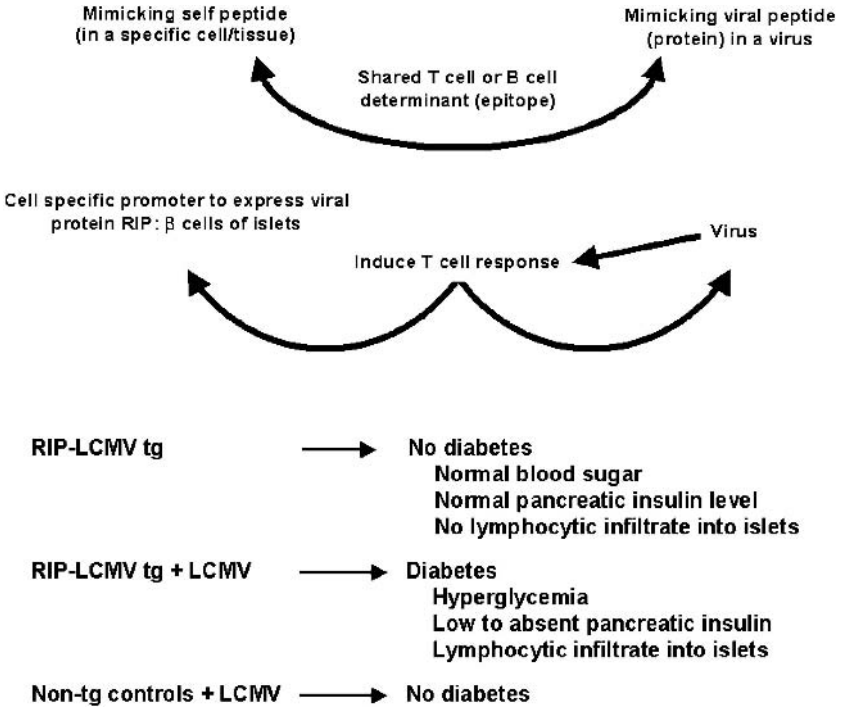 Mimicking self peptide
(in a specific cell/tissue)
Mimicking viral peptide
(protein) in a virus
Shared T cell or B cell
determinant (epitope)
Cell specific promoter to express viral
protein RIP: β cells of islets
Virus
Induce T cell response
RIP-LCMV tg
No diabetes
Normal blood sugar
Normal pancreatic insulin level
No lymphocytic infiltrate into islets
RIP-LCMV tg + LCMV
Diabetes
Hyperglycemia
Low to absent pancreatic insulin
Lymphocytic infiltrate into islets
Non-tg controls + LCMV
No diabetes